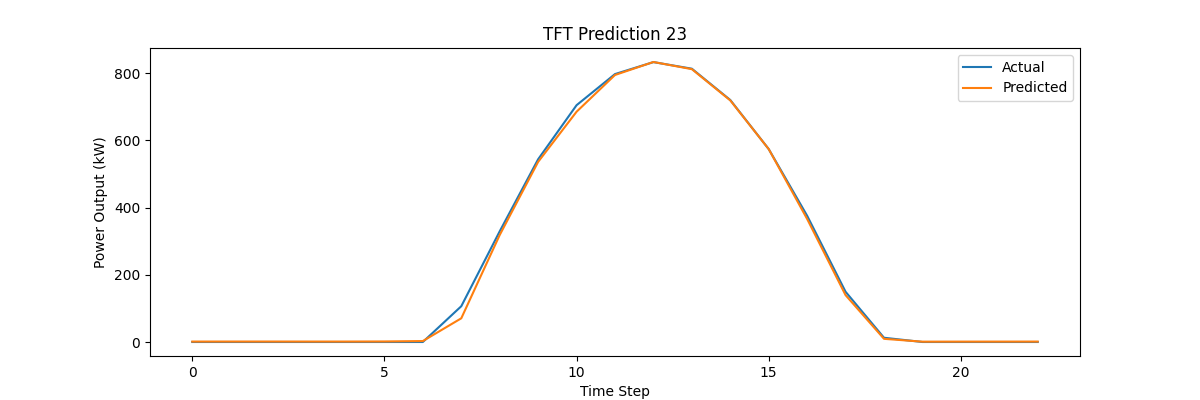 TFT Prediction 23
Actual
Predicted
Power Output (kW)
800
600
400
200
0
0 5 10 15 20
Time Step